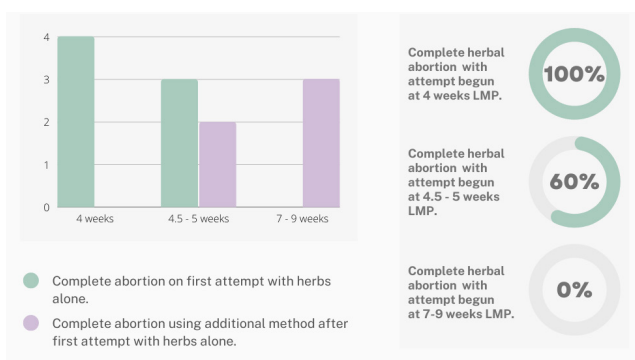 4
3
2
1
0
4 weeks
4.5 - 5 weeks
7 - 9 weeks
Complete abortion on first attempt with herbs
alone.
Complete abortion using additional method after
first attempt with herbs alone.
Complete herbal
abortion with
attempt begun
at 4 weeks LMP.
100%
Complete herbal
abortion with
attempt begun
at 4.5 - 5 weeks
LMP.
60%
Complete herbal
abortion with
attempt begun
at 7-9 weeks LMP.
0%